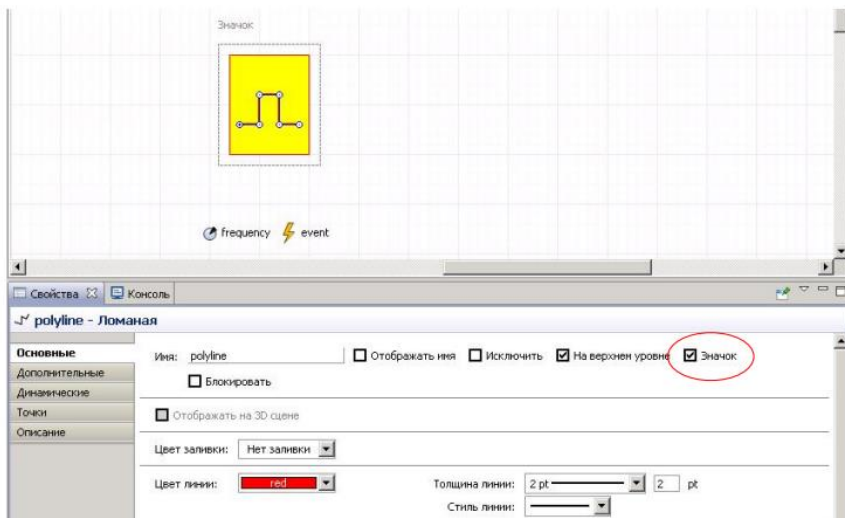 Значок
frequency event
Свойства Консоль
polyline - Ломаная
Основные
Дополнительные
Динамические
Точки
Описание
Имя: polyline Отображать имя Исключить На верхнем уровне Значок
Блокировать
Отображать на 3D сцене
Цвет заливки: Нет заливки
Цвет линии: red Толщина линии: 2 pt 2 pt
Стиль линии: